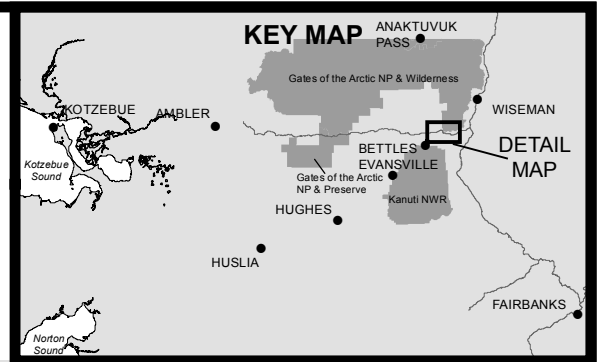 KEY MAP
ANAKTUVUK
PASS
Gates of the Arctic NP & Wilderness
KOTZEBUE
AMBLER
WISEMAN
Kotzebue
Sound
BETTLES
EVANSVILLE
DETAIL
MAP
Gates of the Arctic
NP & Preserve
Kanuti NWR
HUGHES
HUSLIA
FAIRBANKS
Norton
Sound